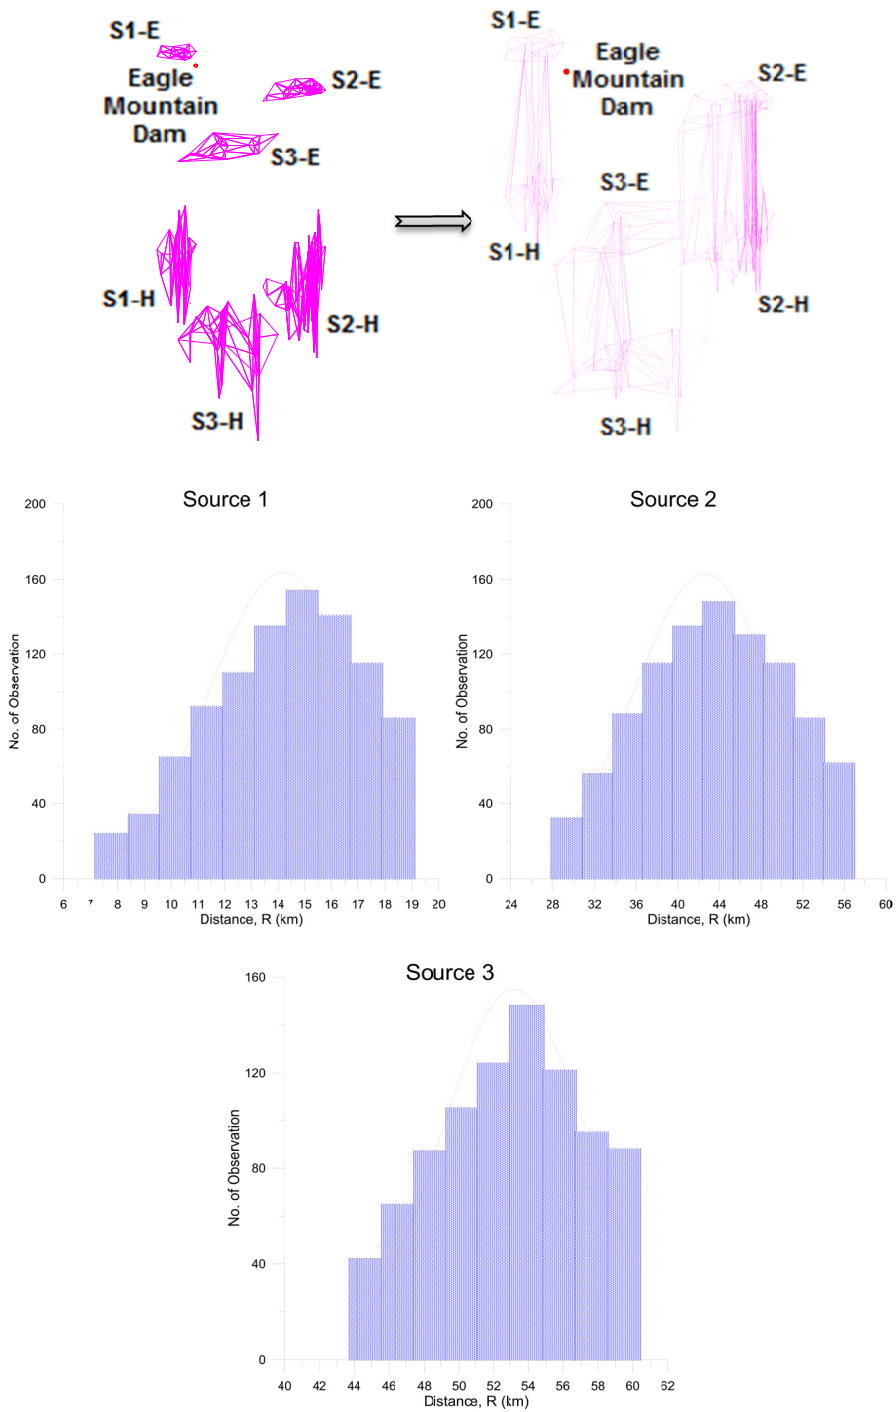 S1-E
Eagle
Mountain
Dam
S2-E
S3-E
S1-H
S2-H
S3-H
S1-E
Eagle
Mountain
Dam
S2-E
S3-E
S1-H
S2-H
S3-H
Source 1
No. of Observation
200
160
120
80
40
0
6 7 8 9 10 11 12 13 14 15 16 17 18 19 20
Distance, R (km)
Source 2
No. of Observation
200
160
120
80
40
0
24 28 32 36 40 44 48 52 56 60
Distance, R (km)
Source 3
No. of Observation
160
120
80
40
0
40 42 44 46 48 50 52 54 56 58 60 62
Distance, R (km)